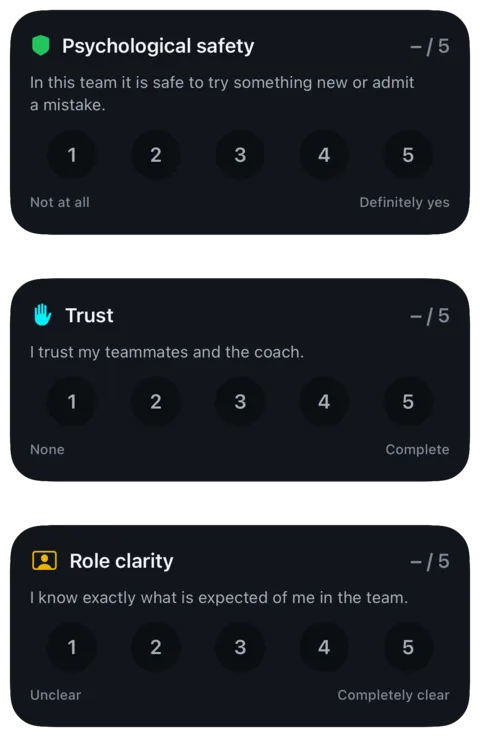 Psychological safety – / 5
In this team it is safe to try something new or admit
a mistake.
1 2 3 4 5
Not at all Definitely yes
Trust – / 5
I trust my teammates and the coach.
1 2 3 4 5
None Complete
Role clarity – / 5
I know exactly what is expected of me in the team.
1 2 3 4 5
Unclear Completely clear